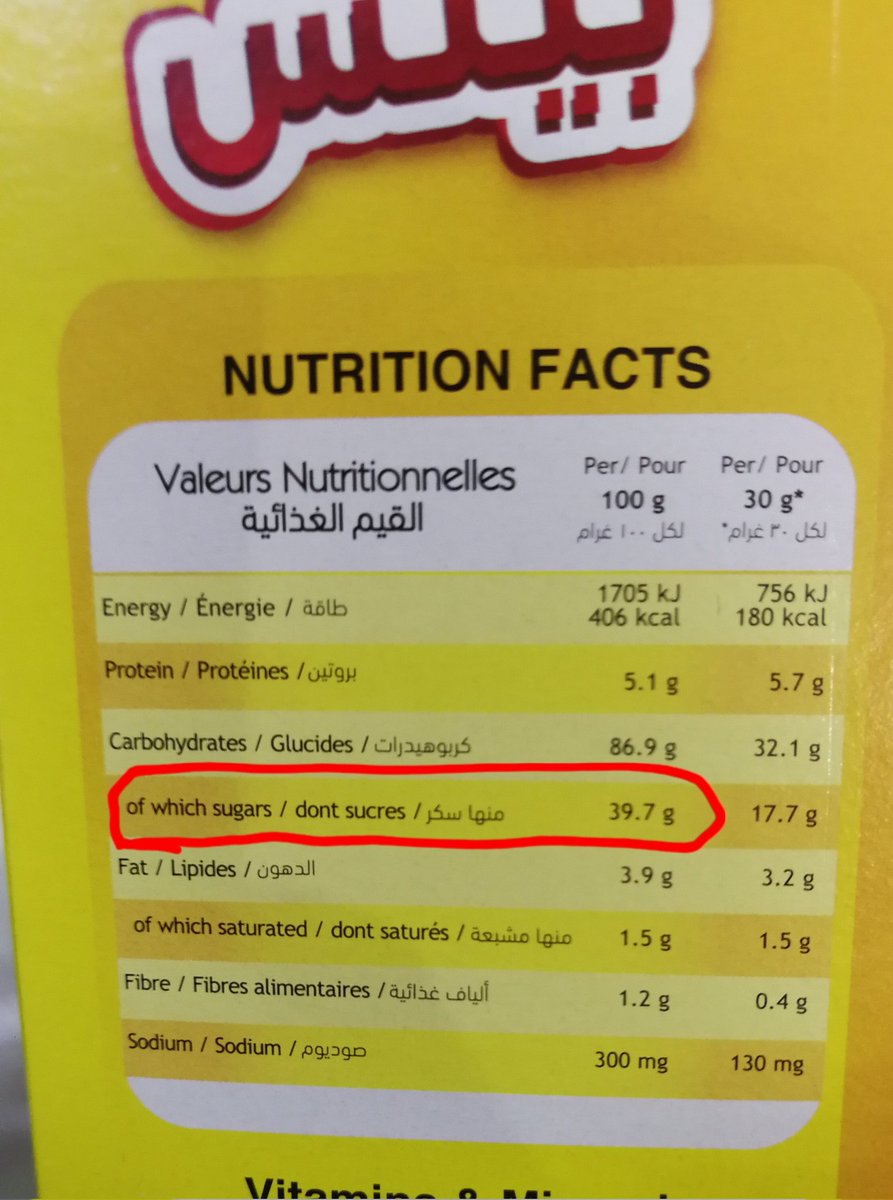 بيتس
NUTRITION FACTS
Valeurs Nutritionnelles
القيم الغذائية
Per/ Pour
100 g
لكل ١٠٠ غرام
Per/ Pour
30 g*
لكل ٣٠ غرام*
Energy / Énergie / طاقة 1705 kJ 756 kJ
406 kcal 180 kcal
Protein / Protéines / بروتين 5.1 g 5.7 g
Carbohydrates / Glucides / كربوهيدرات 86.9 g 32.1 g
of which sugars / dont sucres / منها سكر 39.7 g 17.7 g
Fat / Lipides / الدهون 3.9 g 3.2 g
of which saturated / dont saturés / منها مشبعة 1.5 g 1.5 g
Fibre / Fibres alimentaires / ألياف غذائية 1.2 g 0.4 g
Sodium / Sodium / صوديوم 300 mg 130 mg
Vitamins &